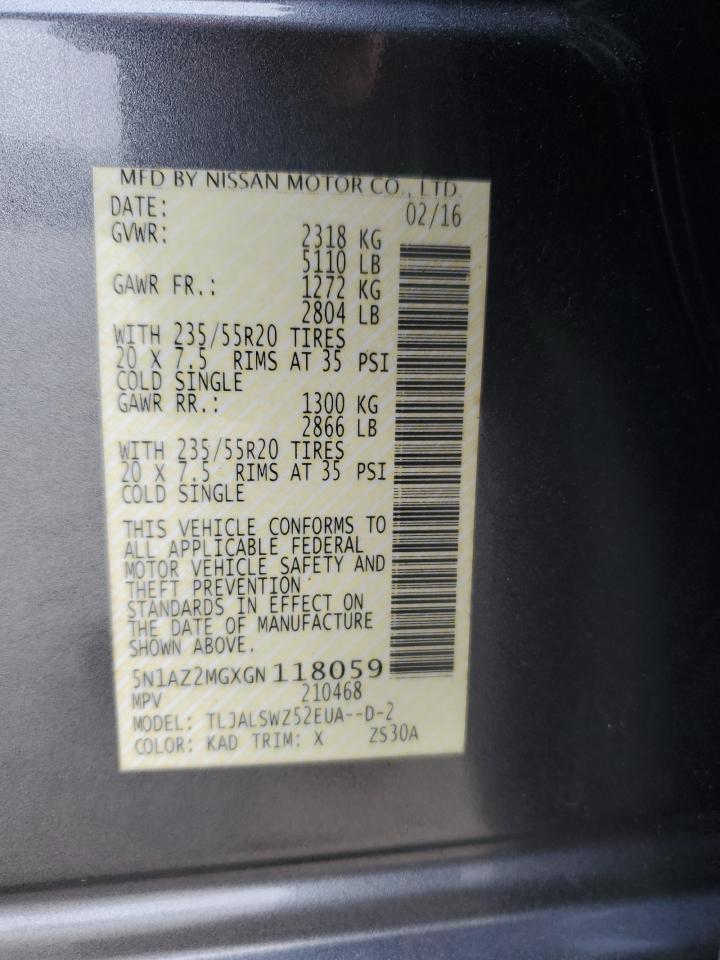 MFD BY NISSAN MOTOR CO., LTD.
DATE: 02/16
GVWR: 2318 KG
5110 LB
GAWR FR.: 1272 KG
2804 LB
WITH 235/55R20 TIRES
20 X 7.5 RIMS AT 35 PSI
COLD SINGLE
GAWR RR.: 1300 KG
2866 LB
WITH 235/55R20 TIRES
20 X 7.5 RIMS AT 35 PSI
COLD SINGLE
THIS VEHICLE CONFORMS TO
ALL APPLICABLE FEDERAL
MOTOR VEHICLE SAFETY AND
THEFT PREVENTION
STANDARDS IN EFFECT ON
THE DATE OF MANUFACTURE
SHOWN ABOVE.
5N1AZ2MGXGN118059
MPV 210468
MODEL: TLJALSWZ52EUA--D-2
COLOR: KAD TRIM: X ZS30A